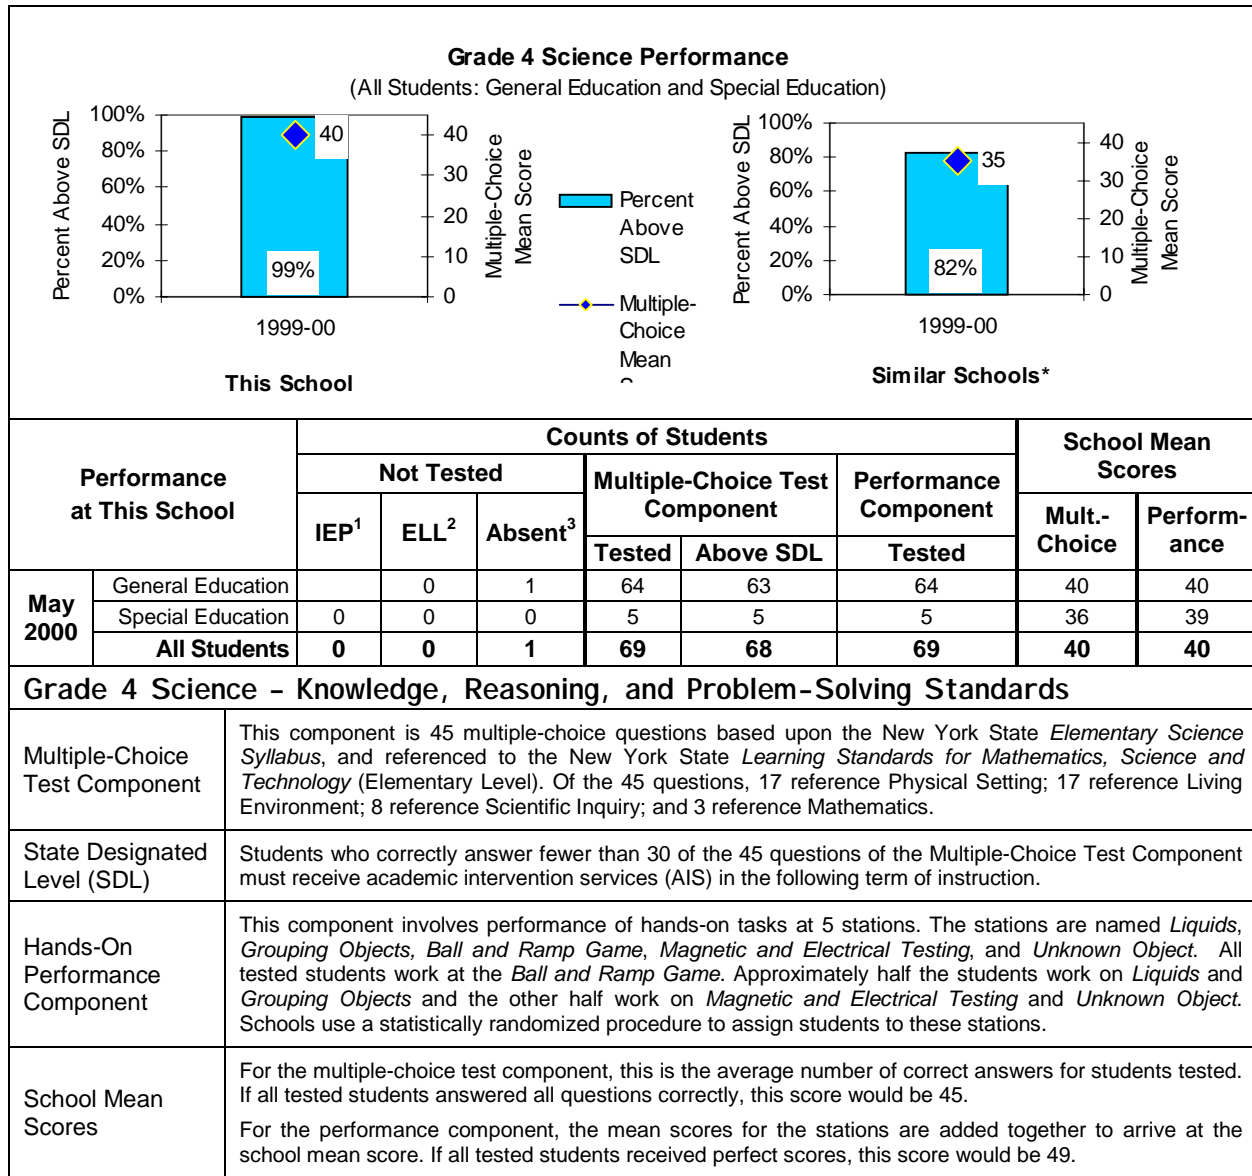 Grade 4 Science Performance
(All Students: General Education and Special Education)
Percent Above SDL
100%
80%
60%
40%
20%
0%
40
99%
40
30
20
10
0
Multiple-Choice
Mean Score
1999-00
This School
Percent
Above
SDL
Multiple-
Choice
Mean
Percent Above SDL
100%
80%
60%
40%
20%
0%
35
82%
40
30
20
10
0
Multiple-Choice
Mean Score
1999-00
Similar Schools*
Performance
at This School
Counts of Students
School Mean
Scores
Not Tested
Multiple-Choice Test
Component
Performance
Component
IEP¹ ELL² Absent³
Tested Above SDL Tested
Mult.-
Choice
Perform-
ance
May
2000
General Education 0 1 64 63 64 40 40
Special Education 0 0 0 5 5 5 36 39
All Students 0 0 1 69 68 69 40 40
Grade 4 Science – Knowledge, Reasoning, and Problem-Solving Standards
Multiple-Choice
Test Component
This component is 45 multiple-choice questions based upon the New York State Elementary Science
Syllabus, and referenced to the New York State Learning Standards for Mathematics, Science and
Technology (Elementary Level). Of the 45 questions, 17 reference Physical Setting; 17 reference Living
Environment; 8 reference Scientific Inquiry; and 3 reference Mathematics.
State Designated
Level (SDL)
Students who correctly answer fewer than 30 of the 45 questions of the Multiple-Choice Test Component
must receive academic intervention services (AIS) in the following term of instruction.
Hands-On
Performance
Component
This component involves performance of hands-on tasks at 5 stations. The stations are named Liquids,
Grouping Objects, Ball and Ramp Game, Magnetic and Electrical Testing, and Unknown Object. All
tested students work at the Ball and Ramp Game. Approximately half the students work on Liquids and
Grouping Objects and the other half work on Magnetic and Electrical Testing and Unknown Object.
Schools use a statistically randomized procedure to assign students to these stations.
School Mean
Scores
For the multiple-choice test component, this is the average number of correct answers for students tested.
If all tested students answered all questions correctly, this score would be 45.
For the performance component, the mean scores for the stations are added together to arrive at the
school mean score. If all tested students received perfect scores, this score would be 49.